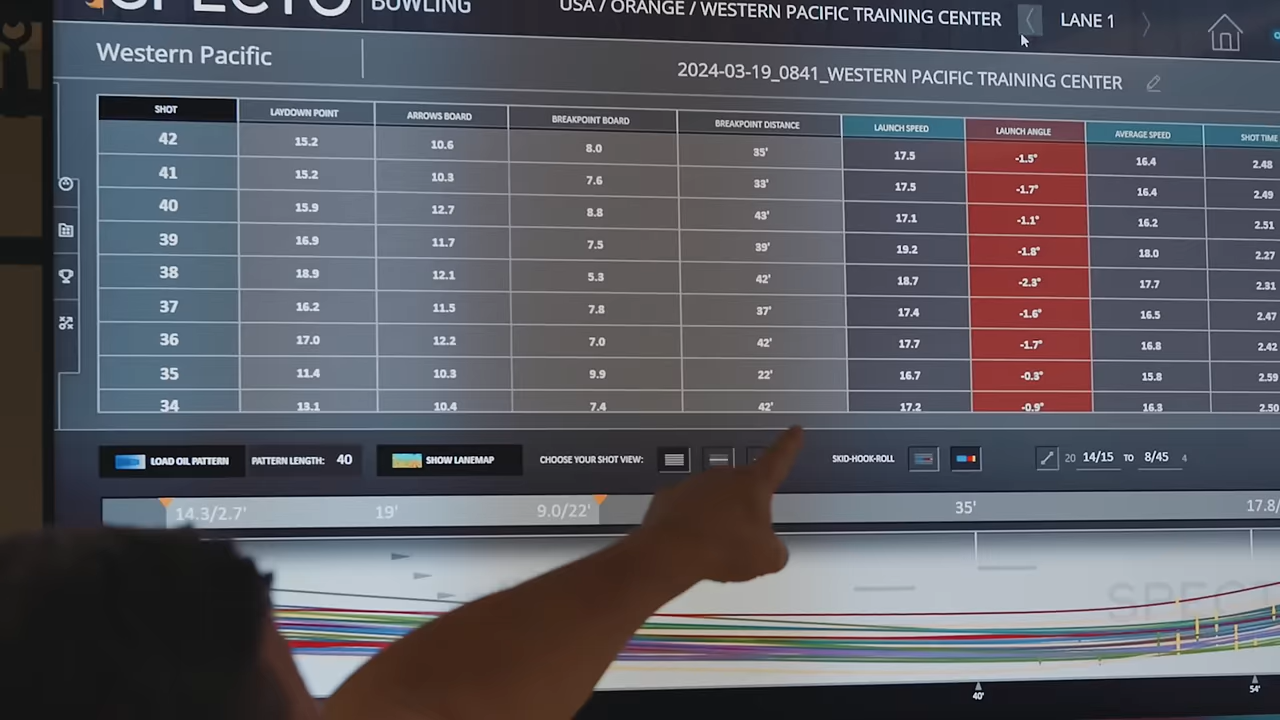 SPECTO BOWLING
USA / ORANGE / WESTERN PACIFIC TRAINING CENTER LANE 1
Western Pacific
2024-03-19_0841_WESTERN PACIFIC TRAINING CENTER
SHOT LAYDOWN POINT ARROWS BOARD BREAKPOINT BOARD BREAKPOINT DISTANCE LAUNCH SPEED LAUNCH ANGLE AVERAGE SPEED SHOT TIME
42 15.2 10.6 8.0 35' 17.5 -1.5° 16.4 2.48
41 15.2 10.3 7.6 33' 17.5 -1.7° 16.4 2.49
40 15.9 12.7 8.8 43' 17.1 -1.1° 16.2 2.51
39 16.9 11.7 7.5 39' 19.2 -1.8° 18.0 2.27
38 18.9 12.1 5.3 42' 18.7 -2.3° 17.7 2.31
37 16.2 11.5 7.8 37' 17.4 -1.6° 16.5 2.47
36 17.0 12.2 7.0 42' 17.7 -1.7° 16.8 2.42
35 11.4 10.3 9.9 22' 16.7 -0.3° 15.8 2.59
34 13.1 10.4 7.4 42' 17.2 -0.9° 16.3 2.50
LOAD OIL PATTERN PATTERN LENGTH: 40 SHOW LANEMAP CHOOSE YOUR SHOT VIEW: SKID-HOOK-ROLL 20 14/15 TO 8/45 4
14.3/2.7' 19' 9.0/22' 35' 17.8/
40' 54'